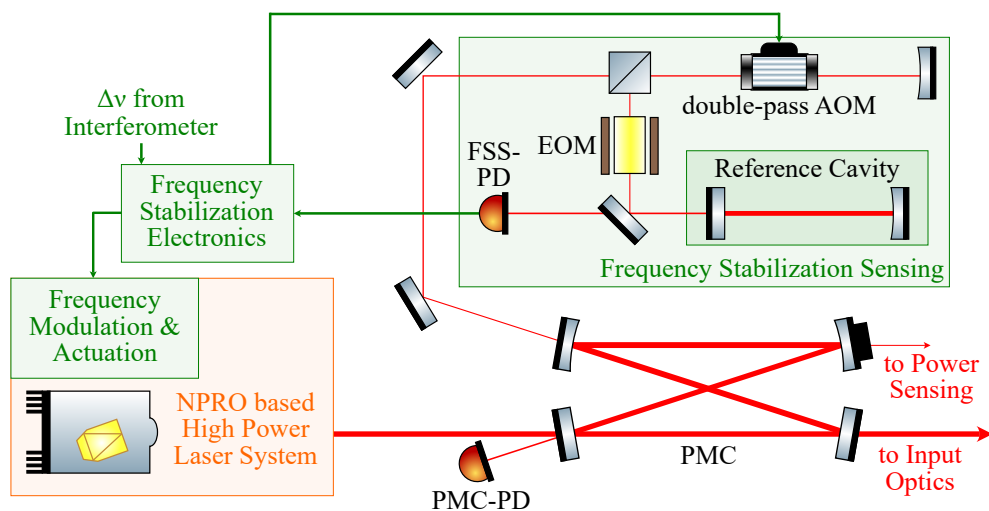 Δν from
Interferometer
Frequency
Stabilization
Electronics
Frequency
Modulation &
Actuation
NPRO based
High Power
Laser System
FSS-
PD
EOM
double-pass AOM
Reference Cavity
Frequency Stabilization Sensing
to Power
Sensing
PMC-PD
PMC
to Input
Optics